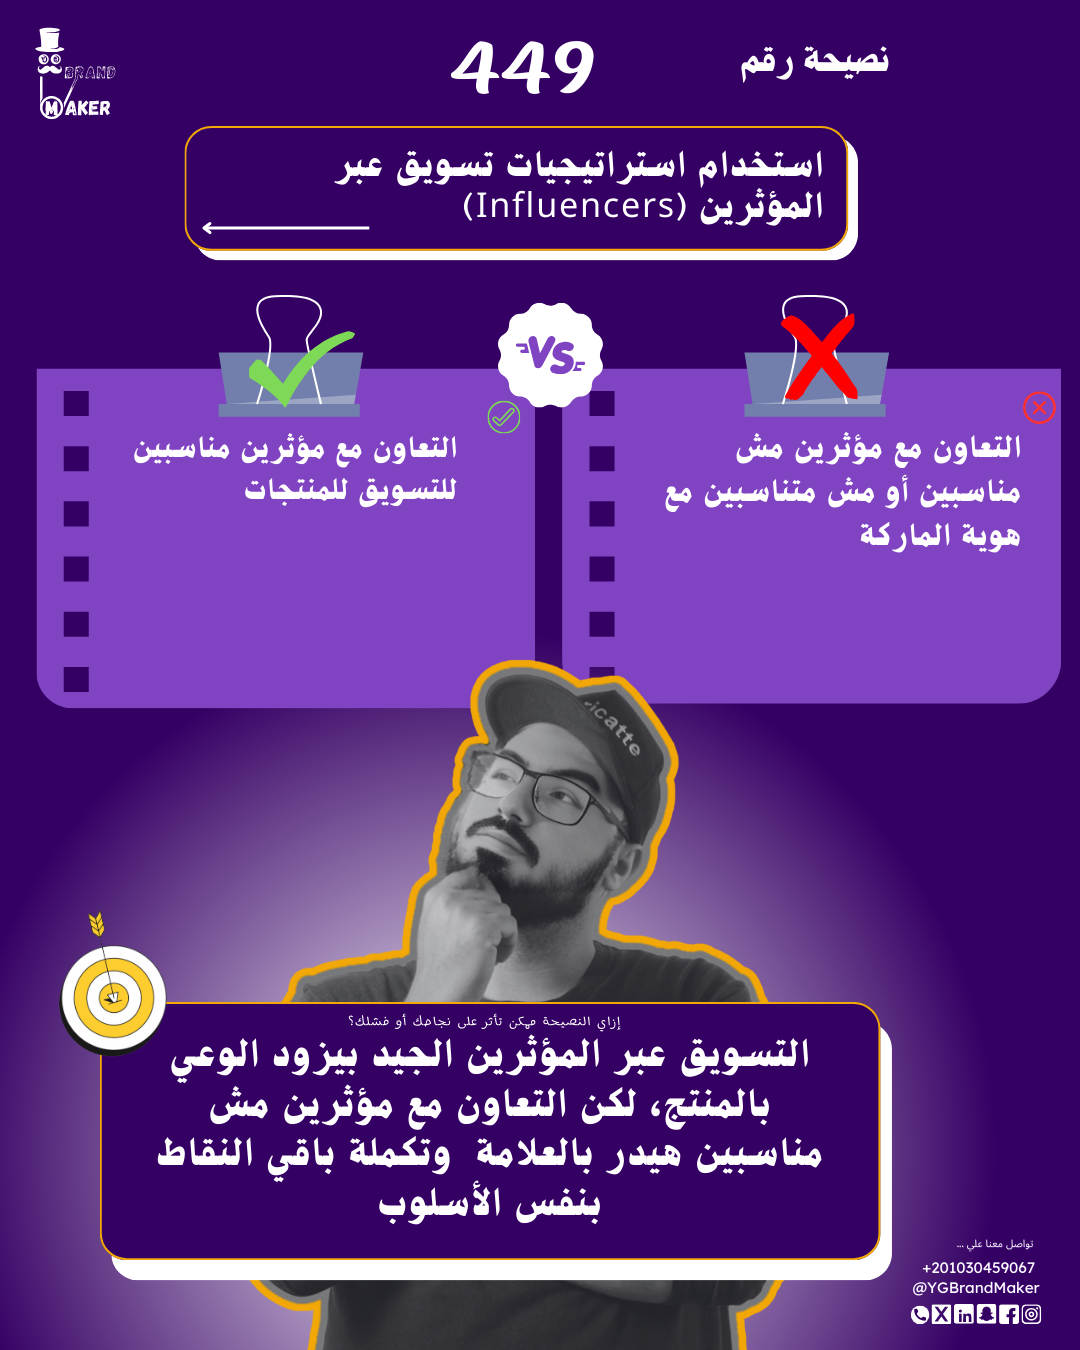 BRAND
MAKER
نصيحة رقم
449
استخدام استراتيجيات تسويق عبر
المؤثرين (Influencers)
VS
التعاون مع مؤثرين مش
مناسبين أو مش متناسبين مع
هوية الماركة
التعاون مع مؤثرين مناسبين
للتسويق للمنتجات
icatte
إزاي النصيحة ممكن تأثر على نجاحك أو فشلك؟
التسويق عبر المؤثرين الجيد بيزود الوعي
بالمنتج، لكن التعاون مع مؤثرين مش
مناسبين هيدر بالعلامة وتكملة باقي النقاط
بنفس الأسلوب
تواصل معنا علي ...
+201030459067
@YGBrandMaker